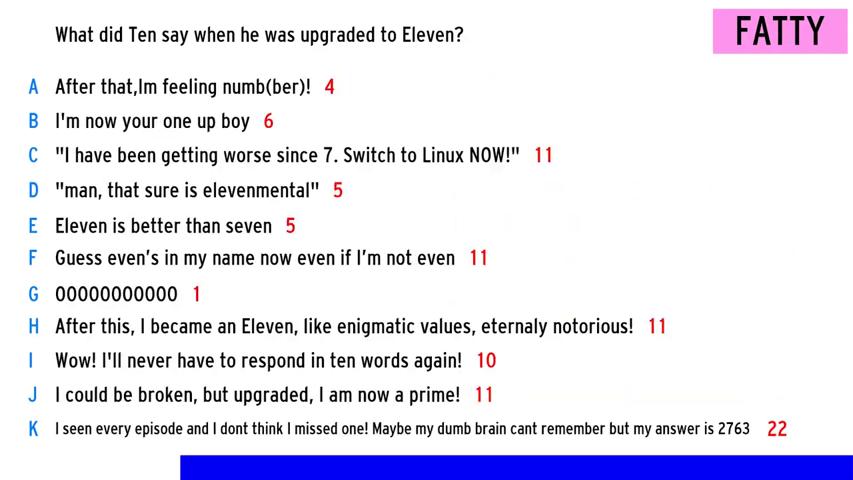 What did Ten say when he was upgraded to Eleven?
FATTY
A After that,Im feeling numb(ber)! 4
B I'm now your one up boy 6
C "I have been getting worse since 7. Switch to Linux NOW!" 11
D "man, that sure is elevenmental" 5
E Eleven is better than seven 5
F Guess even’s in my name now even if I’m not even 11
G OOOOOOOOOOO 1
H After this, I became an Eleven, like enigmatic values, eternaly notorious! 11
I Wow! I'll never have to respond in ten words again! 10
J I could be broken, but upgraded, I am now a prime! 11
K I seen every episode and I dont think I missed one! Maybe my dumb brain cant remember but my answer is 2763 22